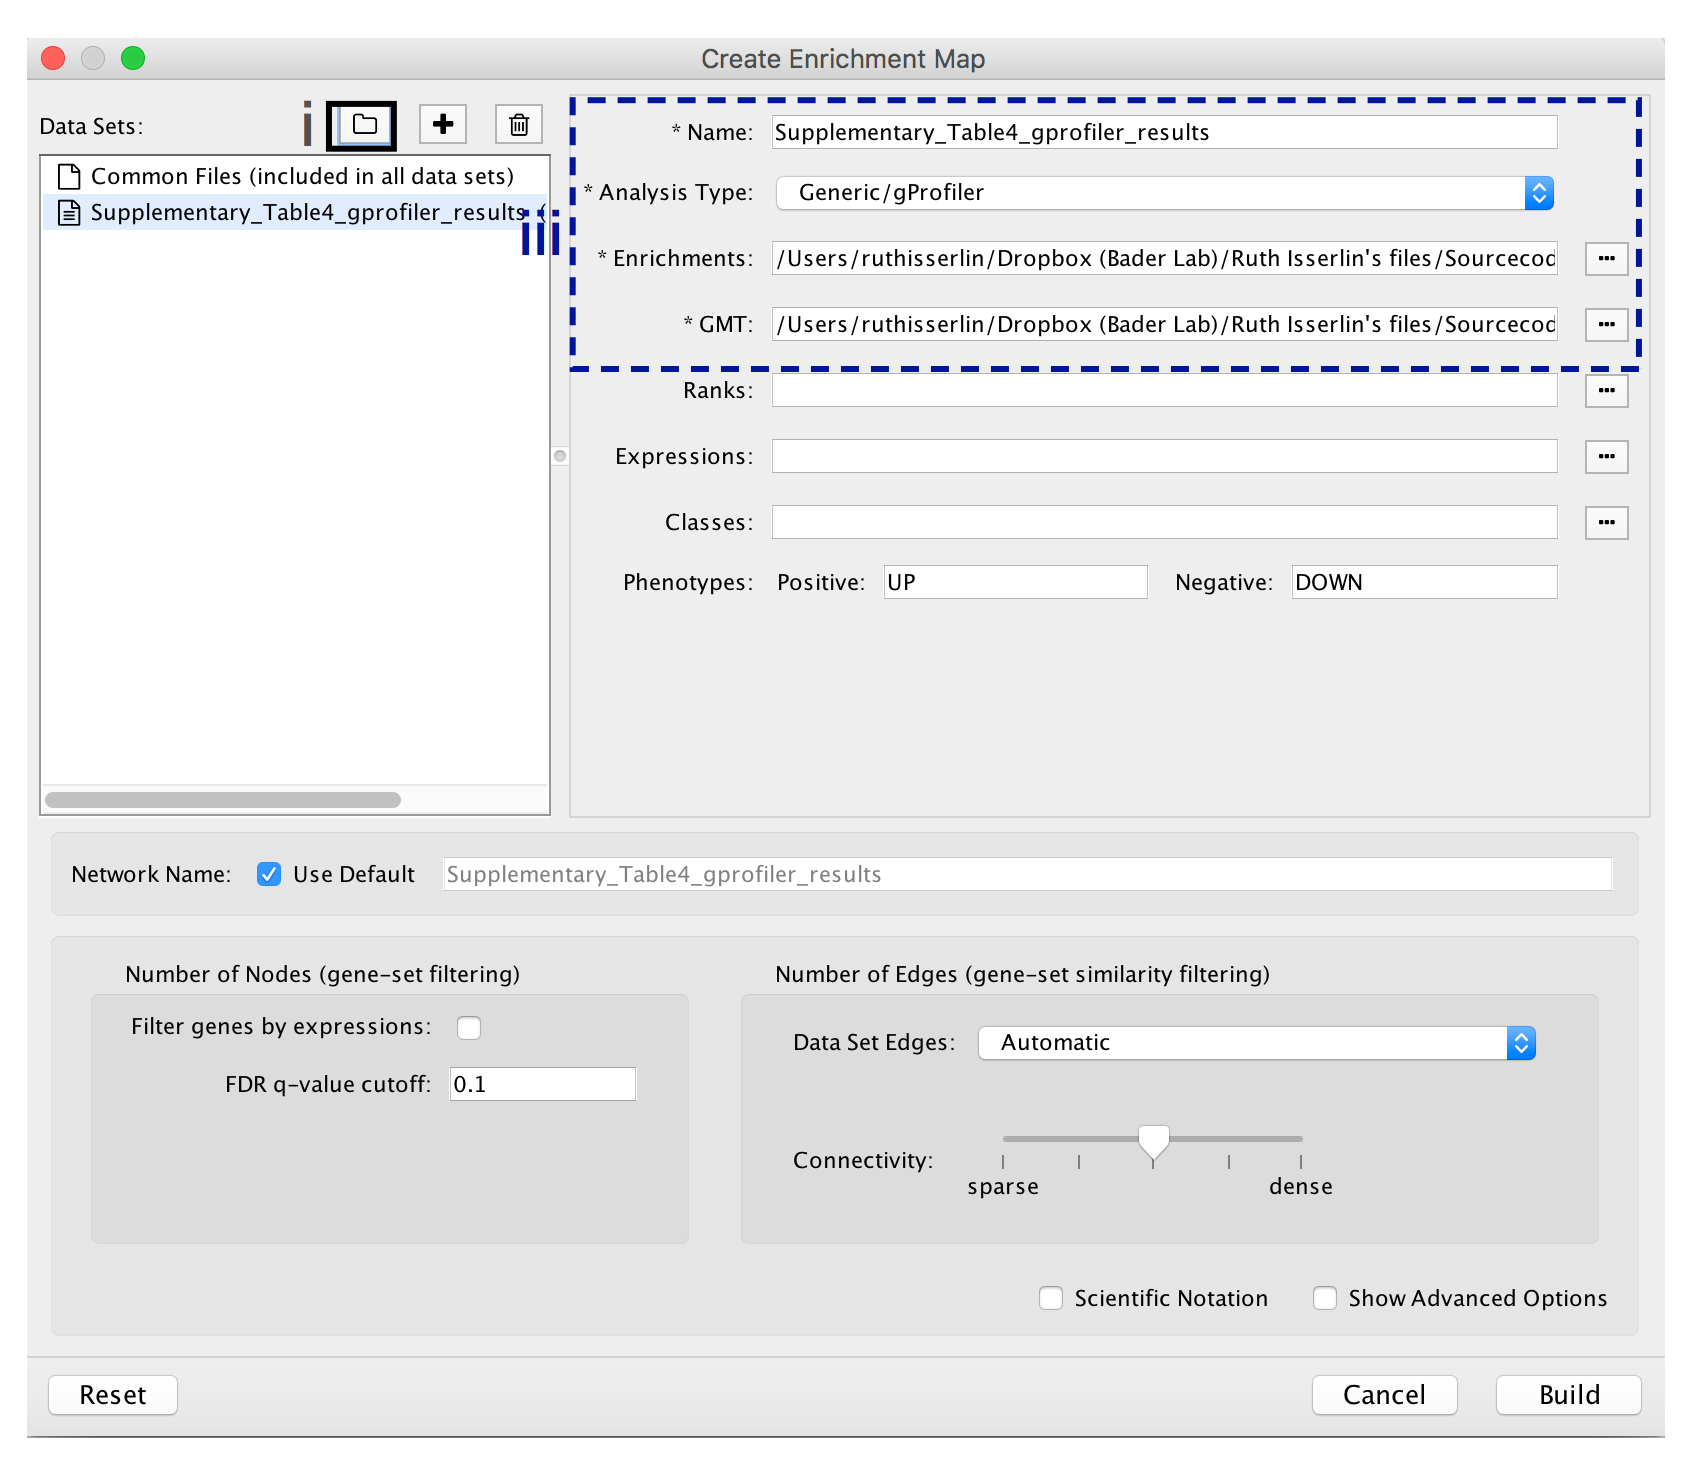 Create Enrichment Map
Data Sets:
i
Common Files (included in all data sets)
Supplementary_Table4_gprofiler_results (
iii
* Name: Supplementary_Table4_gprofiler_results
* Analysis Type: Generic/gProfiler
* Enrichments: /Users/ruthisserlin/Dropbox (Bader Lab)/Ruth Isserlin's files/Sourcecod
* GMT: /Users/ruthisserlin/Dropbox (Bader Lab)/Ruth Isserlin's files/Sourcecod
Ranks:
Expressions:
Classes:
Phenotypes: Positive: UP Negative: DOWN
Network Name: Use Default Supplementary_Table4_gprofiler_results
Number of Nodes (gene-set filtering)
Filter genes by expressions:
FDR q-value cutoff: 0.1
Number of Edges (gene-set similarity filtering)
Data Set Edges: Automatic
Connectivity:
sparse dense
Scientific Notation Show Advanced Options
Reset Cancel Build